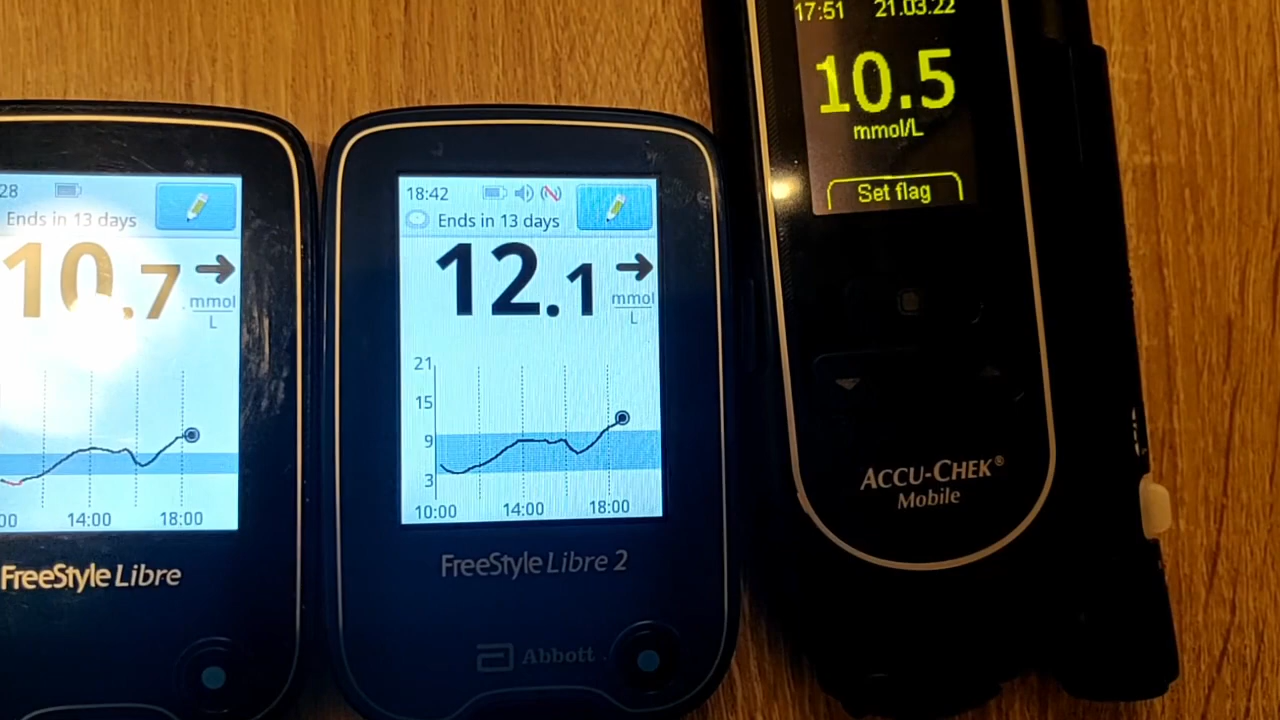 28
Ends in 13 days
10.7
mmol
L
00 14:00 18:00
FreeStyle Libre
18:42
Ends in 13 days
12.1
mmol
L
21
15
9
3
10:00 14:00 18:00
FreeStyle Libre 2
Abbott
17:51 21.03.22
10.5
mmol/L
Set flag
ACCU-CHEK®
Mobile